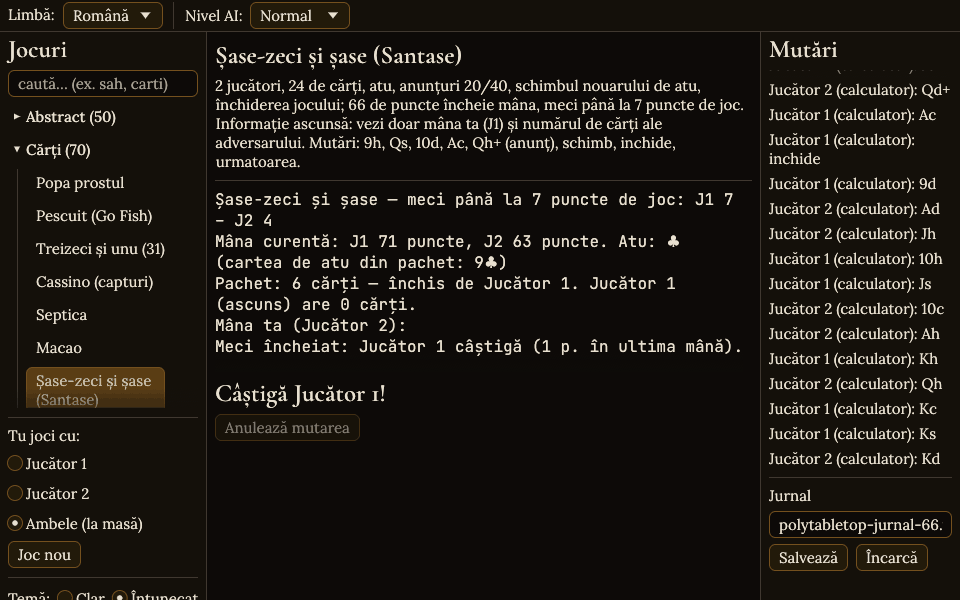 Limbă: Română ▼ Nivel AI: Normal ▼
Jocuri
caută... (ex. sah, carti)
▸ Abstract (50)
▾ Cărți (70)
Popa prostul
Pescuit (Go Fish)
Treizeci și unu (31)
Cassino (capturi)
Septica
Macao
Șase-zeci și șase
(Santase)
Tu joci cu:
Jucător 1
Jucător 2
Ambele (la masă)
Joc nou
Temă: Clar Întunecat
Șase-zeci și șase (Santase)
2 jucători, 24 de cărți, atu, anunțuri 20/40, schimbul nouarului de atu,
închiderea jocului; 66 de puncte încheie mâna, meci până la 7 puncte de joc.
Informație ascunsă: vezi doar mâna ta (J1) și numărul de cărți ale
adversarului. Mutări: 9h, Qs, 10d, Ac, Qh+ (anunț), schimb, inchide,
urmatoarea.
Șase-zeci și șase — meci până la 7 puncte de joc: J1 7
– J2 4
Mâna curentă: J1 71 puncte, J2 63 puncte. Atu: ♣
(cartea de atu din pachet: 9♣)
Pachet: 6 cărți — închis de Jucător 1. Jucător 1
(ascuns) are 0 cărți.
Mâna ta (Jucător 2):
Meci încheiat: Jucător 1 câștigă (1 p. în ultima mână).
Câștigă Jucător 1!
Anulează mutarea
Mutări
Jucător 2 (calculator): Qd+
Jucător 1 (calculator): Ac
Jucător 1 (calculator):
inchide
Jucător 1 (calculator): 9d
Jucător 2 (calculator): Ad
Jucător 2 (calculator): Jh
Jucător 1 (calculator): 10h
Jucător 1 (calculator): Js
Jucător 2 (calculator): 10c
Jucător 2 (calculator): Ah
Jucător 1 (calculator): Kh
Jucător 2 (calculator): Qh
Jucător 1 (calculator): Kc
Jucător 1 (calculator): Ks
Jucător 2 (calculator): Kd
Jurnal
polytabletop-jurnal-66.
Salvează Încarcă